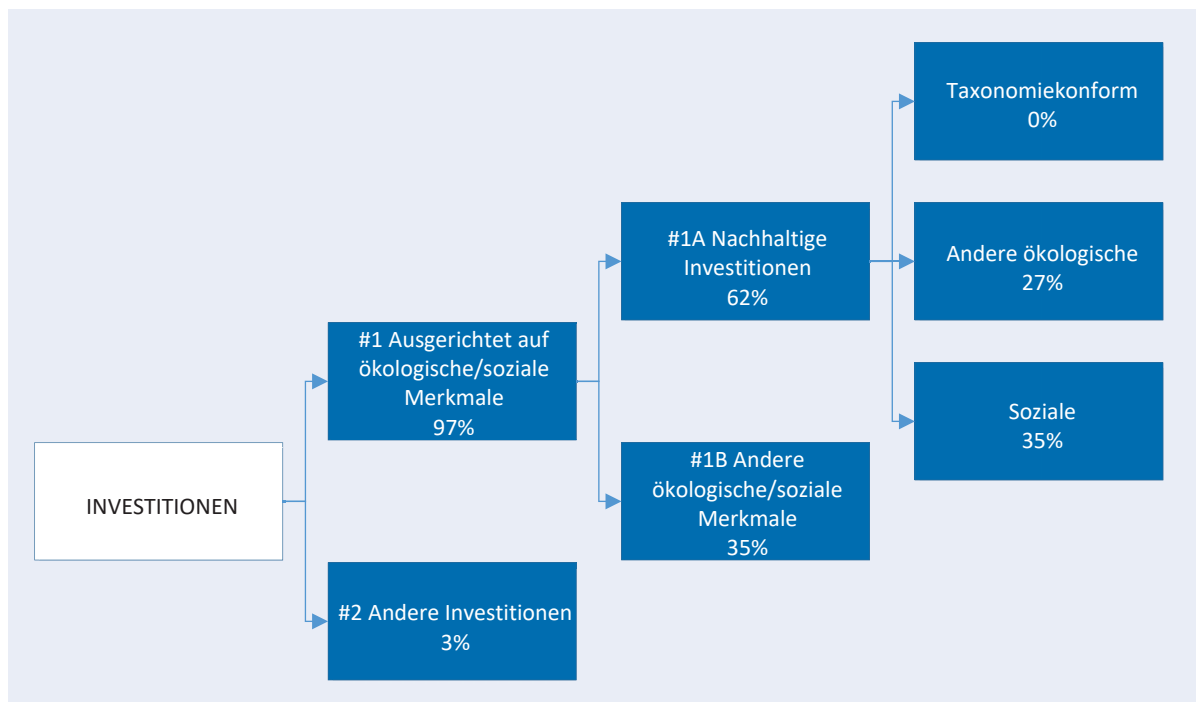 INVESTITIONEN
#1 Ausgerichtet auf
ökologische/soziale
Merkmale
97%
#2 Andere Investitionen
3%
#1A Nachhaltige
Investitionen
62%
#1B Andere
ökologische/soziale
Merkmale
35%
Taxonomiekonform
0%
Andere ökologische
27%
Soziale
35%